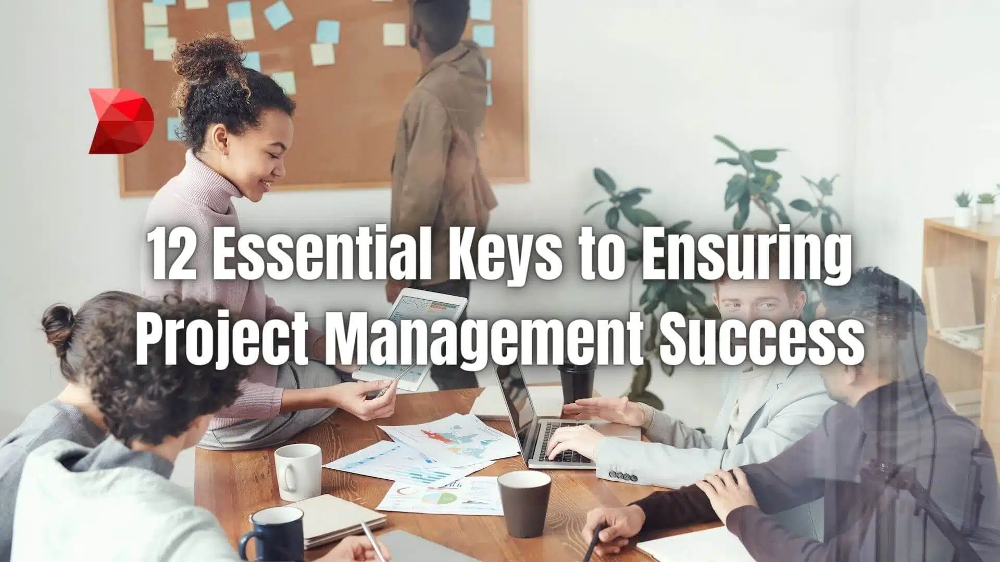 12 Essential Keys to Ensuring
Project Management Success